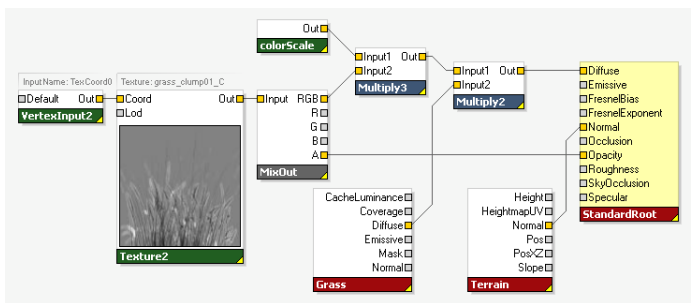 Out
colorScale
InputName: TexCoord0
Default Out
VertexInput2
Texture: grass_clump01_C
Coord Out
Lod
Texture2
Input RGB
R
G
B
A
MixOut
Input1 Out
Input2
Multiply3
Input1 Out
Input2
Multiply2
Diffuse
Emissive
FresnelBias
FresnelExponent
Normal
Occlusion
Opacity
Roughness
SkyOcclusion
Specular
StandardRoot
CacheLuminance
Coverage
Diffuse
Emissive
Mask
Normal
Grass
Height
HeightmapUV
Normal
Pos
PosXZ
Slope
Terrain